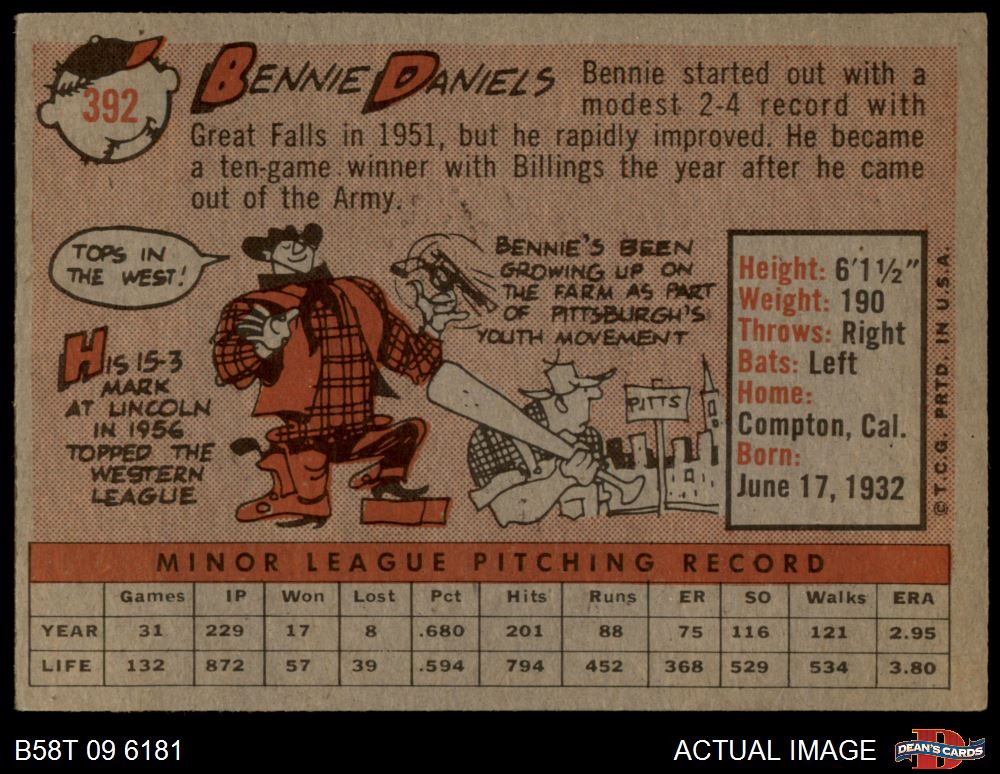 392
BENNIE DANIELS
Bennie started out with a
modest 2-4 record with
Great Falls in 1951, but he rapidly improved. He became
a ten-game winner with Billings the year after he came
out of the Army.
TOPS IN
THE WEST!
HIS 15-3
MARK
AT LINCOLN
IN 1956
TOPPED THE
WESTERN
LEAGUE
BENNIE'S BEEN
GROWING UP ON
THE FARM AS PART
OF PITTSBURGH'S
YOUTH MOVEMENT
PITTS
Height: 6'1½"
Weight: 190
Throws: Right
Bats: Left
Home:
Compton, Cal.
Born:
June 17, 1932
©T.C.G. PRTD. IN U.S.A.
MINOR LEAGUE PITCHING RECORD
Games IP Won Lost Pct Hits Runs ER SO Walks ERA
YEAR 31 229 17 8 .680 201 88 75 116 121 2.95
LIFE 132 872 57 39 .594 794 452 368 529 534 3.80
B58T 09 6181
ACTUAL IMAGE
DEAN'S CARDS